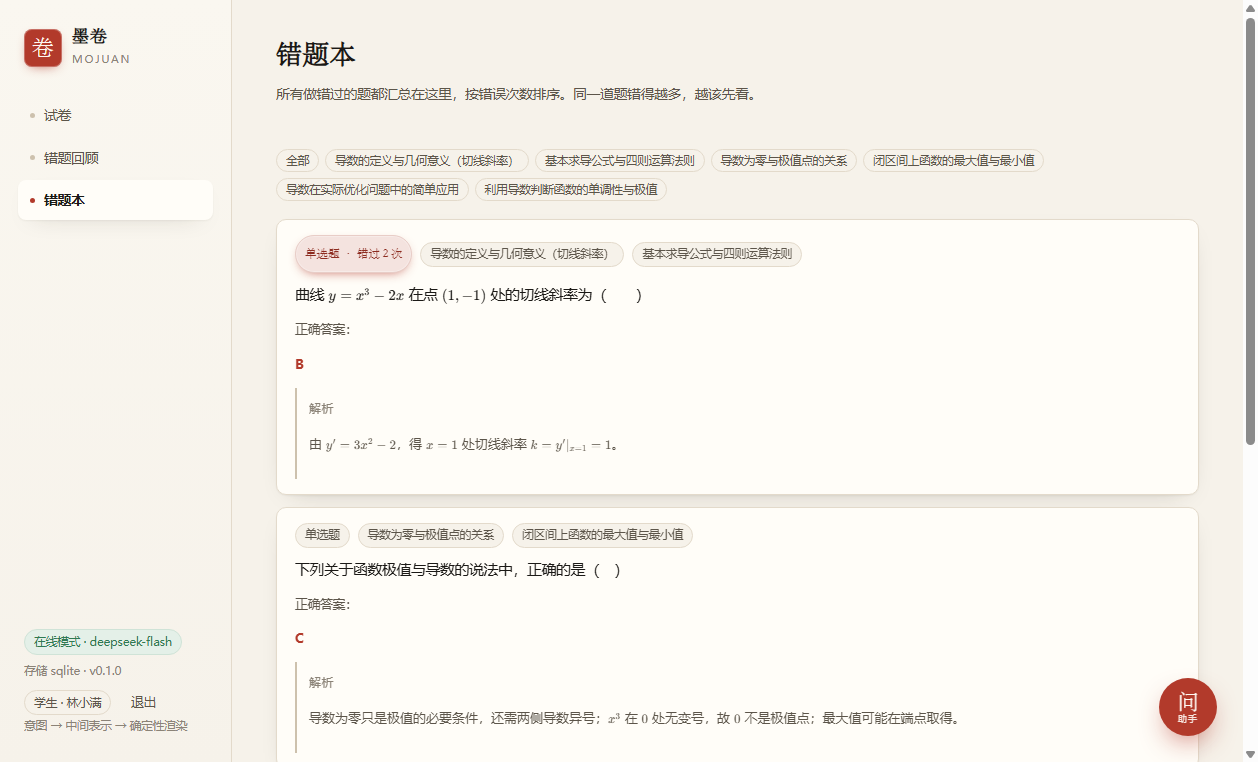 卷
墨卷
MOJUAN
试卷
错题回顾
错题本
在线模式 · deepseek-flash
存储 sqlite · v0.1.0
学生 · 林小满 退出
意图 → 中间表示 → 确定性渲染
错题本
所有做错过的题都汇总在这里，按错误次数排序。同一道题错得越多，越该先看。
全部 导数的定义与几何意义（切线斜率） 基本求导公式与四则运算法则 导数为零与极值点的关系 闭区间上函数的最大值与最小值
导数在实际优化问题中的简单应用 利用导数判断函数的单调性与极值
单选题 · 错过 2 次 导数的定义与几何意义（切线斜率） 基本求导公式与四则运算法则
曲线 y = x³ − 2x 在点 (1, −1) 处的切线斜率为（　　）
正确答案：
B
解析
由 y′ = 3x² − 2，得 x = 1 处切线斜率 k = y′|ₓ₌₁ = 1。
单选题 导数为零与极值点的关系 闭区间上函数的最大值与最小值
下列关于函数极值与导数的说法中，正确的是（　）
正确答案：
C
解析
导数为零只是极值的必要条件，还需两侧导数异号；x³ 在 0 处无变号，故 0 不是极值点；最大值可能在端点取得。
问
助手